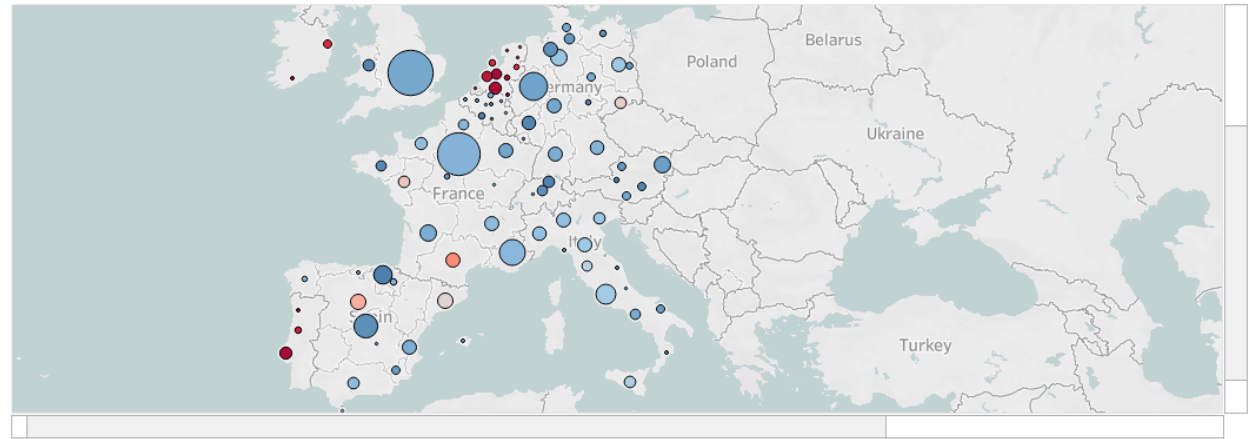 Belarus
Poland
Germany
Ukraine
France
Italy
Spain
Turkey